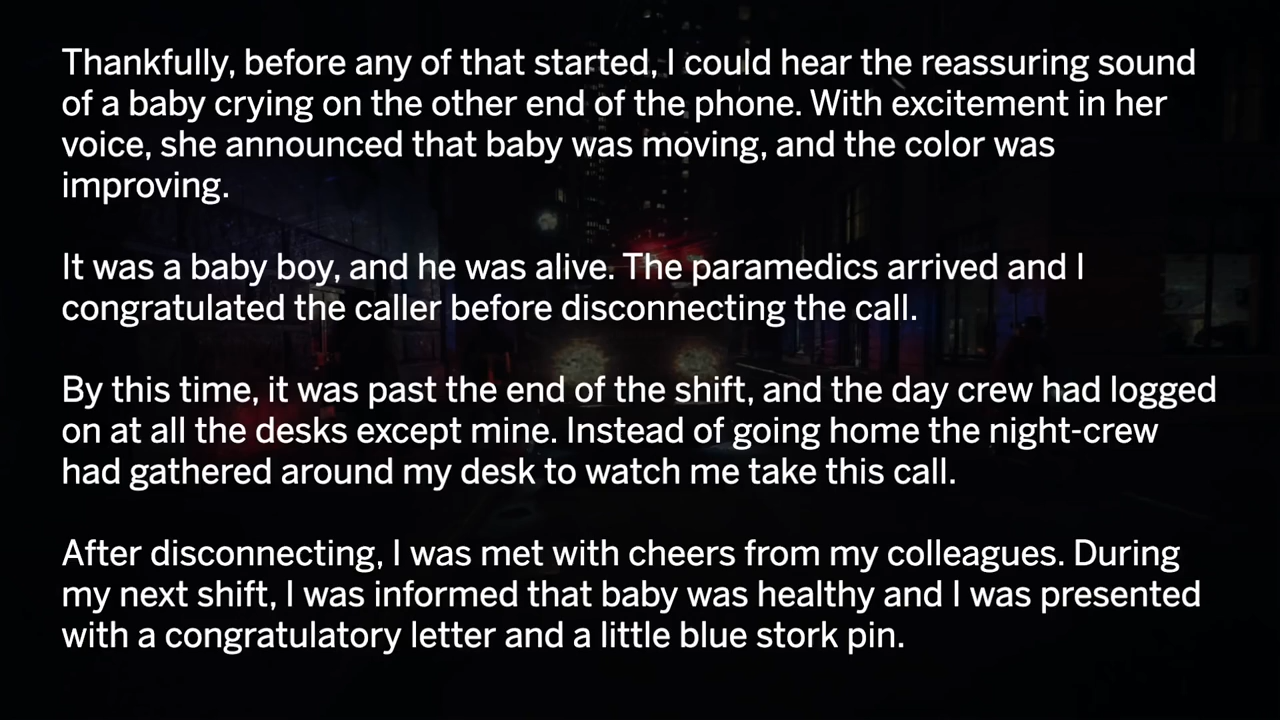 Thankfully, before any of that started, I could hear the reassuring sound
of a baby crying on the other end of the phone. With excitement in her
voice, she announced that baby was moving, and the color was
improving.
It was a baby boy, and he was alive. The paramedics arrived and I
congratulated the caller before disconnecting the call.
By this time, it was past the end of the shift, and the day crew had logged
on at all the desks except mine. Instead of going home the night-crew
had gathered around my desk to watch me take this call.
After disconnecting, I was met with cheers from my colleagues. During
my next shift, I was informed that baby was healthy and I was presented
with a congratulatory letter and a little blue stork pin.